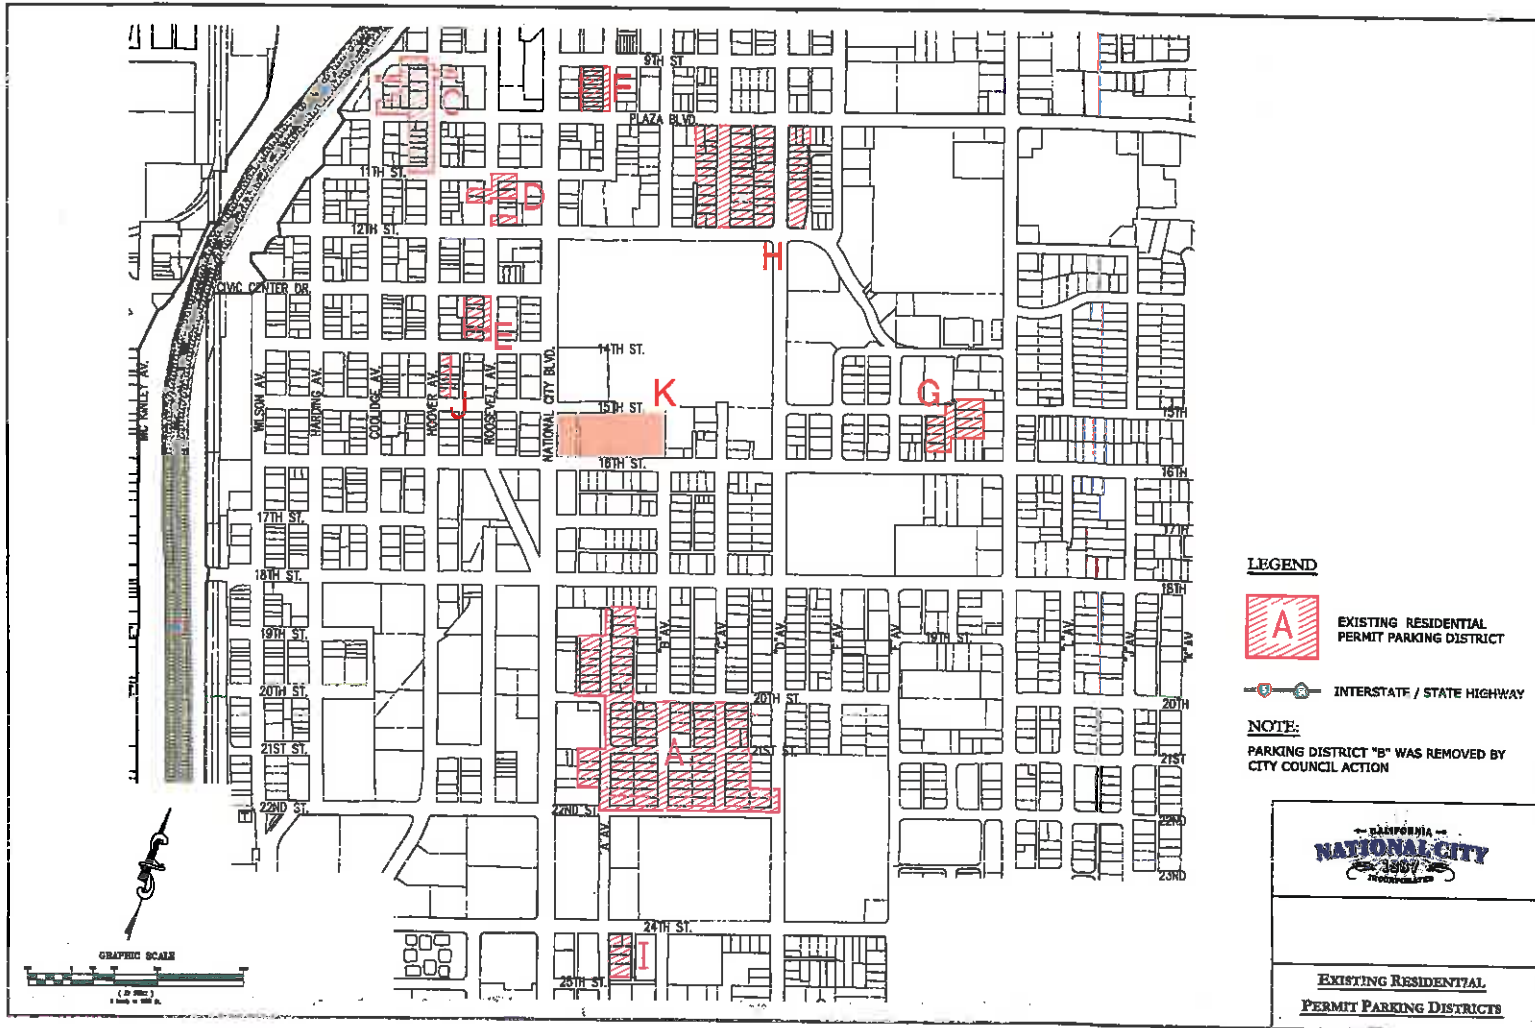 9TH ST
F
"C"
PLAZA BLVD.
11TH ST.
D
12TH ST.
H
CIVIC CENTER DR.
E
14TH ST.
MC KINLEY AV.
WILSON AV.
HARDING AV.
COOLIDGE AV.
HOOVER AV.
ROOSEVELT AV.
NATIONAL CITY BLVD.
J
K
G
15TH ST.
15TH
16TH ST.
16TH
17TH ST.
17TH
18TH ST.
18TH
19TH ST.
"B" AV.
"C" AV.
"D" AV.
"E" AV.
"F" AV.
19TH ST.
"J" AV.
"K" AV
20TH ST.
20TH ST.
20TH
21ST ST.
A
21ST ST.
21ST
22ND ST.
22ND ST.
22ND
"A" AV.
23RD
24TH ST.
I
25TH ST.
GRAPHIC SCALE
LEGEND
A
EXISTING RESIDENTIAL
PERMIT PARKING DISTRICT
INTERSTATE / STATE HIGHWAY
NOTE:
PARKING DISTRICT "B" WAS REMOVED BY
CITY COUNCIL ACTION
CALIFORNIA
NATIONAL CITY
1887
INCORPORATED
EXISTING RESIDENTIAL
PERMIT PARKING DISTRICTS